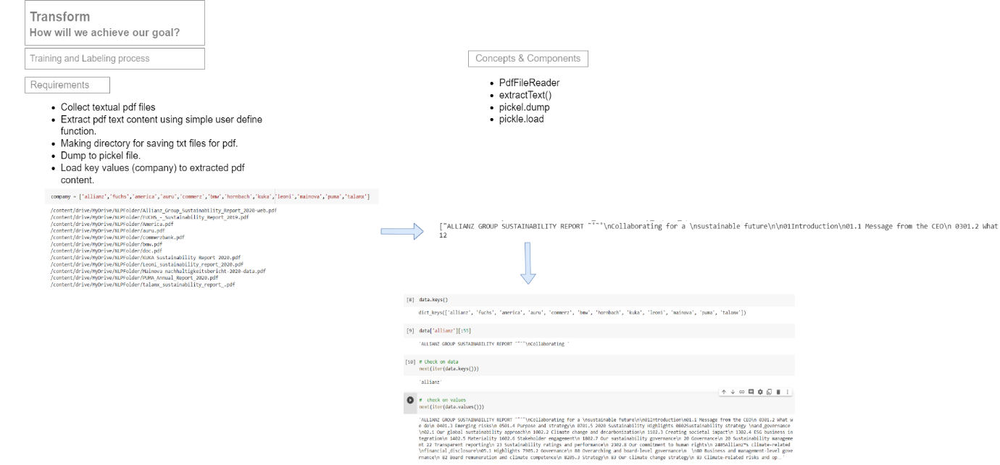 Transform
How will we achieve our goal?
Training and Labeling process
Requirements
• Collect textual pdf files
• Extract pdf text content using simple user define
function.
• Making directory for saving txt files for pdf.
• Dump to pickel file.
• Load key values (company) to extracted pdf
content.
Concepts & Components
• PdfFileReader
• extractText()
• pickel.dump
• pickle.load
company = ['allianz','fuchs','america','auru','commerz','bmw','hornbach','kuka','leoni','mainova','puma','talanx']
/content/drive/MyDrive/NLPFolder/Allianz_Group_Sustainability_Report_2020-web.pdf
/content/drive/MyDrive/NLPFolder/FUCHS_-_Sustainability_Report_2019.pdf
/content/drive/MyDrive/NLPFolder/America.pdf
/content/drive/MyDrive/NLPFolder/auru.pdf
/content/drive/MyDrive/NLPFolder/commerzbank.pdf
/content/drive/MyDrive/NLPFolder/bmw.pdf
/content/drive/MyDrive/NLPFolder/doc.pdf
/content/drive/MyDrive/NLPFolder/KUKA Sustainability Report 2020.pdf
/content/drive/MyDrive/NLPFolder/Leoni_sustainability_report_2020.pdf
/content/drive/MyDrive/NLPFolder/Mainova nachhaltigkeitsbericht-2020-data.pdf
/content/drive/MyDrive/NLPFolder/PUMA_Annual_Report_2020.pdf
/content/drive/MyDrive/NLPFolder/talanx_sustainability_report_.pdf
["ALLIANZ GROUP SUSTAINABILITY REPORT \nCollaborating for a \nsustainable future\n\n01Introduction\n01.1 Message from the CEO\n 0301.2 What
12
[8] data.keys()
dict_keys(['allianz', 'fuchs', 'america', 'auru', 'commerz', 'bmw', 'hornbach', 'kuka', 'leoni', 'mainova', 'puma', 'talanx'])
[9] data['allianz'][:55]
'ALLIANZ GROUP SUSTAINABILITY REPORT \nCollaborating '
[10] # Check on data
next(iter(data.keys()))
'allianz'
# check on values
next(iter(data.values()))
'ALLIANZ GROUP SUSTAINABILITY REPORT \nCollaborating for a \nsustainable future\n\n01Introduction\n01.1 Message from the CEO\n 0301.2 What w
e do\n 0401.3 Emerging risks\n 0501.4 Purpose and strategy\n 0701.5 2020 Sustainability Highlights 0802Sustainability strategy \nand governance
\n02.1 Our global sustainability approach\n 1002.2 Climate change and decarbonization\n 1102.3 Creating societal impact\n 1302.4 ESG business in
tegration\n 1402.5 Materiality 1602.6 Stakeholder engagement\n 1802.7 Our sustainability governance\n 20 Governance\n 20 Sustainability manageme
nt 22 Transparent reporting\n 23 Sustainability ratings and performance\n 2302.8 Our commitment to human rights\n 2405Allianz™s climate-related
\nfinancial disclosure\n05.1 Highlights 7905.2 Governance\n 80 Overarching and board-level governance\n \n80 Business and management-level gove
rnance\n 82 Board remuneration and climate competence\n 8205.3 Strategy\n 83 Our climate change strategy\n 83 Climate-related risks and op…'